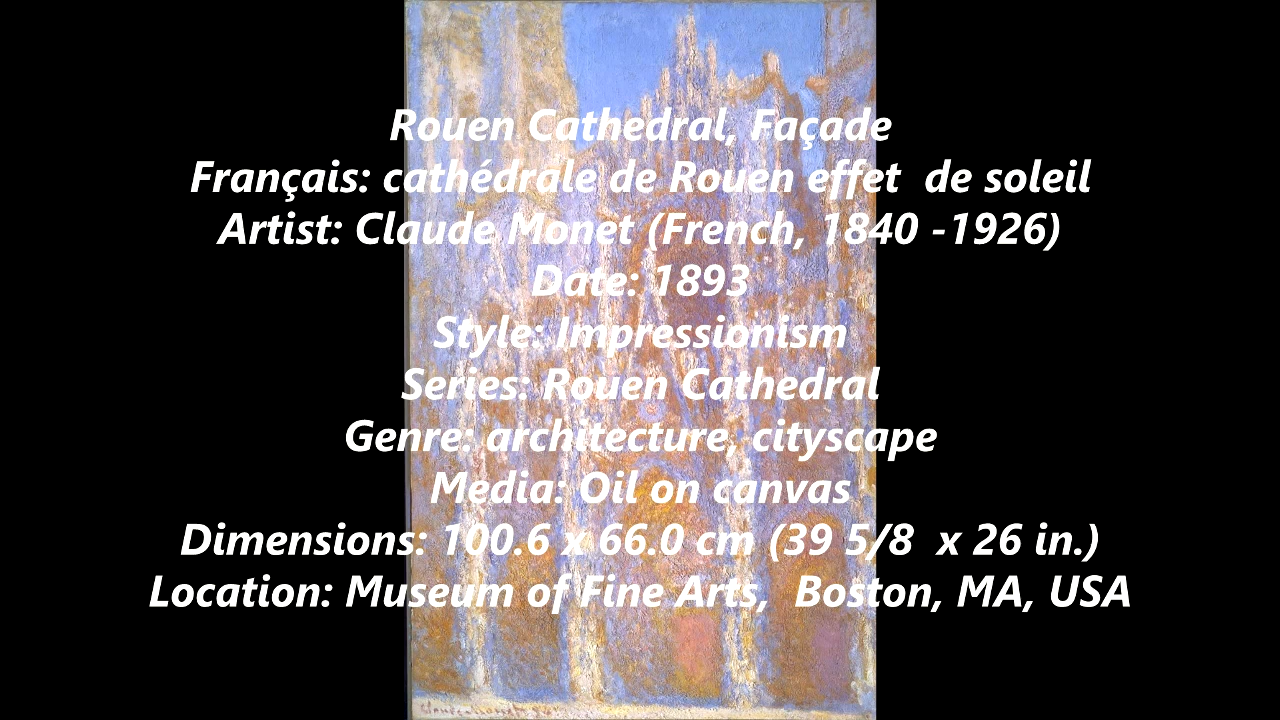 Rouen Cathedral, Façade
Français: cathédrale de Rouen effet  de soleil
Artist: Claude Monet (French, 1840 -1926)
Date: 1893
Style: Impressionism
Series: Rouen Cathedral
Genre: architecture, cityscape
Media: Oil on canvas
Dimensions: 100.6 x 66.0 cm (39 5/8  x 26 in.)
Location: Museum of Fine Arts,  Boston, MA, USA
Claude Monet